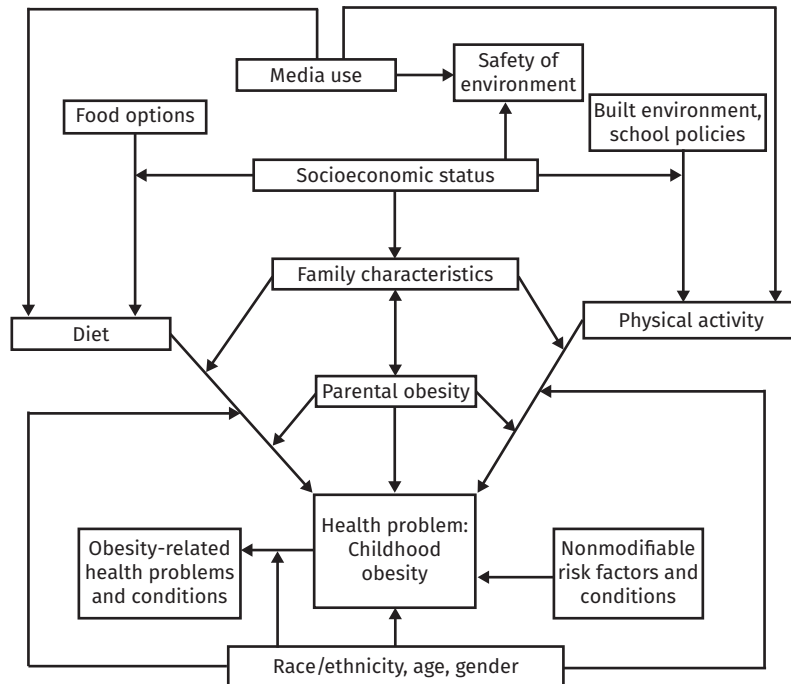 Media use
Safety of
environment
Food options
Built environment,
school policies
Socioeconomic status
Family characteristics
Diet
Physical activity
Parental obesity
Health problem:
Childhood
obesity
Obesity-related
health problems
and conditions
Nonmodifiable
risk factors and
conditions
Race/ethnicity, age, gender